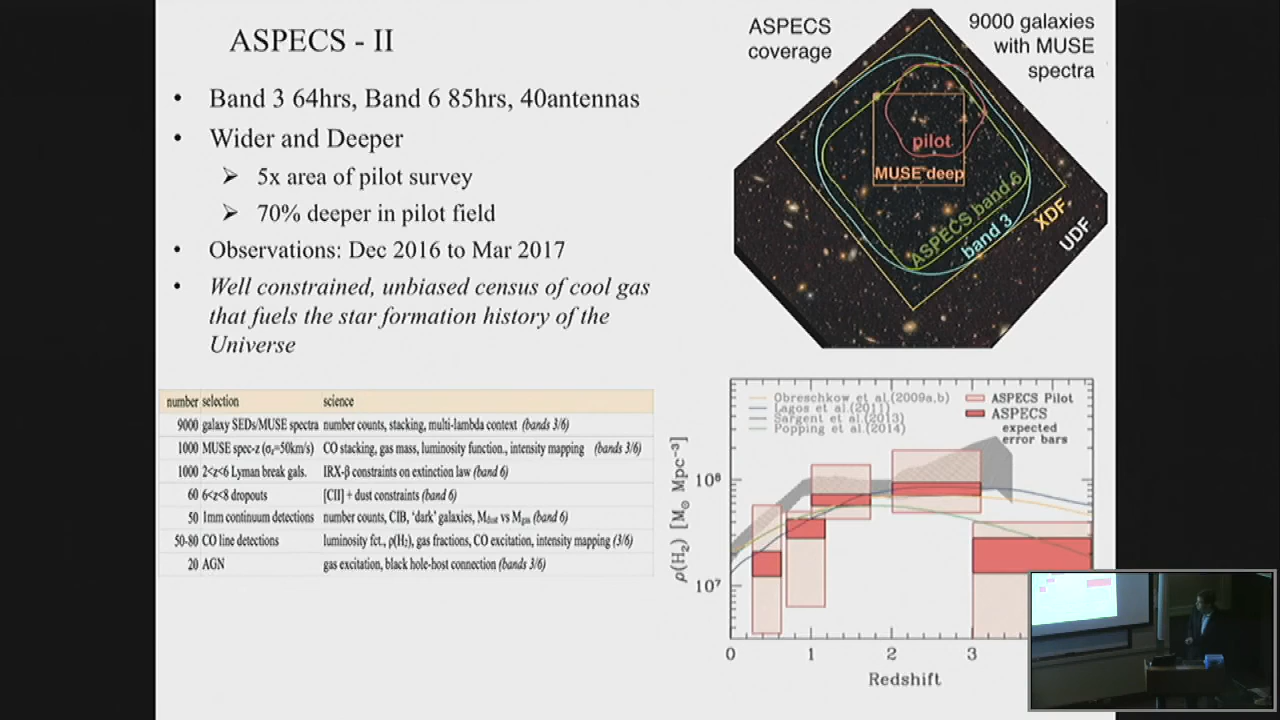 ASPECS - II
• Band 3 64hrs, Band 6 85hrs, 40antennas
• Wider and Deeper
➢ 5x area of pilot survey
➢ 70% deeper in pilot field
• Observations: Dec 2016 to Mar 2017
• Well constrained, unbiased census of cool gas
that fuels the star formation history of the
Universe
number selection science
9000 galaxy SEDs/MUSE spectra number counts, stacking, multi-lambda context (bands 3/6)
1000 MUSE spec-z (σz=50km/s) CO stacking, gas mass, luminosity function., intensity mapping (bands 3/6)
1000 2<z<6 Lyman break gals. IRX-β constraints on extinction law (band 6)
60 6<z<8 dropouts [CII] + dust constraints (band 6)
50 1mm continuum detections number counts, CIB, 'dark' galaxies, Mdust vs Mgas (band 6)
50-80 CO line detections luminosity fct., ρ(H₂), gas fractions, CO excitation, intensity mapping (3/6)
20 AGN gas excitation, black hole-host connection (bands 3/6)
ASPECS
coverage
9000 galaxies
with MUSE
spectra
pilot
MUSE deep
ASPECS band 6
band 3
XDF
UDF
Obreschkow et al.(2009a,b)
Lagos et al.(2011)
Sargent et al.(2013)
Popping et al.(2014)
ASPECS Pilot
ASPECS
expected
error bars
ρ(H₂) [M⊙ Mpc⁻³]
10⁸
10⁷
0 1 2 3
Redshift